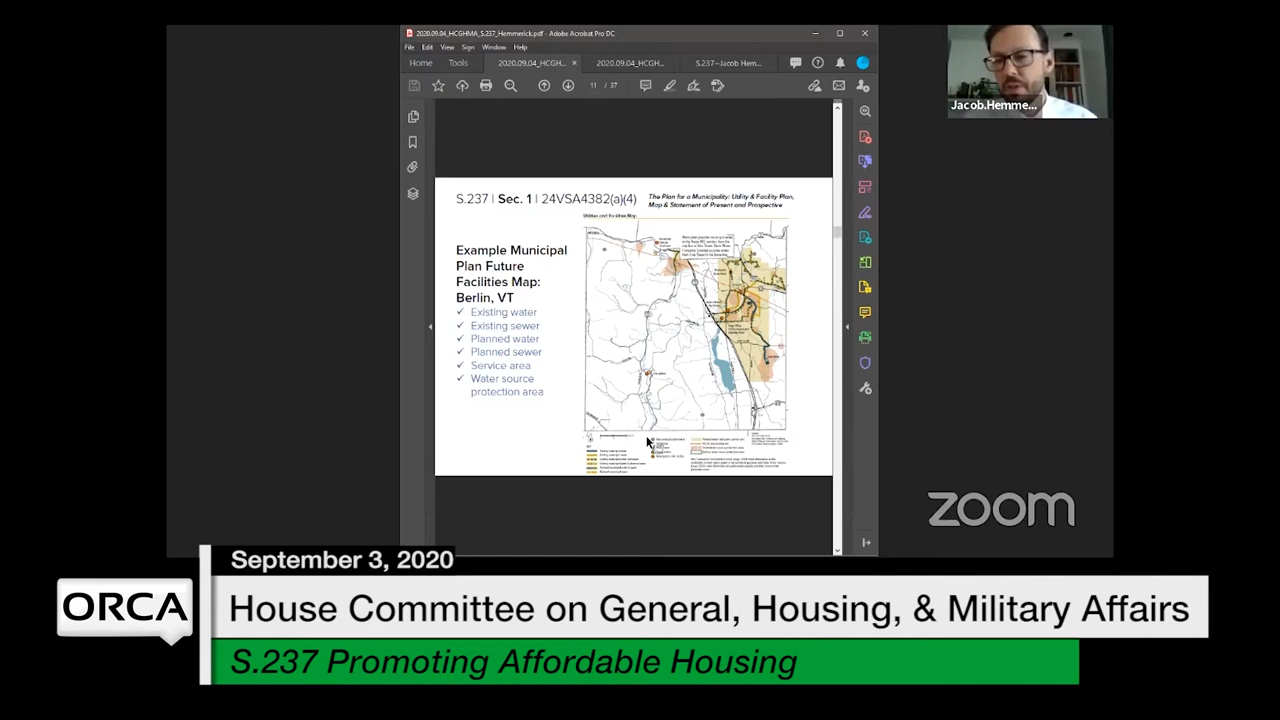 2020.09.04_HCGHMA_S.237_Hemmerick.pdf - Adobe Acrobat Pro DC
File Edit View Sign Window Help
Home Tools 2020.09.04_HCGH... × 2020.09.04_HCGH... S.237~Jacob Hem...
11 / 37
Jacob.Hemme...
S.237 | Sec. 1 | 24VSA4382(a)(4)
The Plan for a Municipality: Utility & Facility Plan,
Map & Statement of Present and Prospective
Utilities and Facilities Map
Example Municipal
Plan Future
Facilities Map:
Berlin, VT
✓ Existing water
✓ Existing sewer
✓ Planned water
✓ Planned sewer
✓ Service area
✓ Water source
protection area
zoom
September 3, 2020
ORCA
House Committee on General, Housing, & Military Affairs
S.237 Promoting Affordable Housing